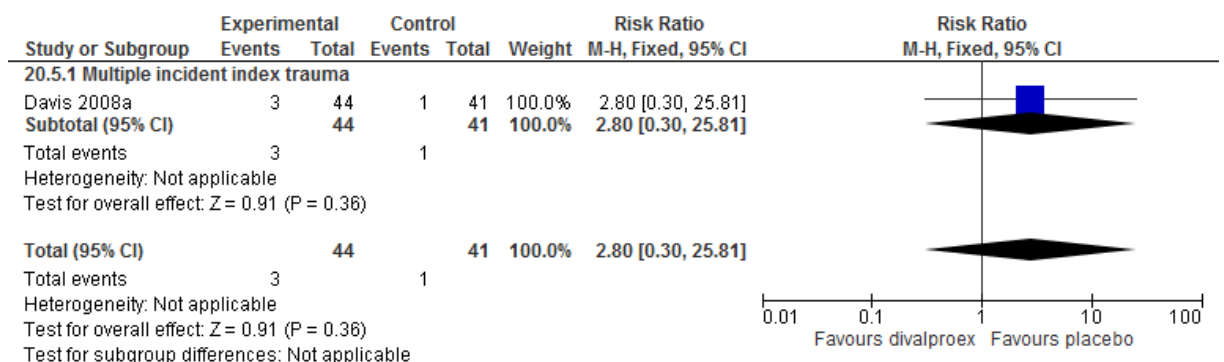 Experimental Control Risk Ratio Risk Ratio
Study or Subgroup Events Total Events Total Weight M-H, Fixed, 95% CI M-H, Fixed, 95% CI
20.5.1 Multiple incident index trauma
Davis 2008a 3 44 1 41 100.0% 2.80 [0.30, 25.81]
Subtotal (95% CI) 44 41 100.0% 2.80 [0.30, 25.81]
Total events 3 1
Heterogeneity: Not applicable
Test for overall effect: Z = 0.91 (P = 0.36)
Total (95% CI) 44 41 100.0% 2.80 [0.30, 25.81]
Total events 3 1
Heterogeneity: Not applicable
Test for overall effect: Z = 0.91 (P = 0.36)
Test for subgroup differences: Not applicable
0.01 0.1 1 10 100
Favours divalproex Favours placebo